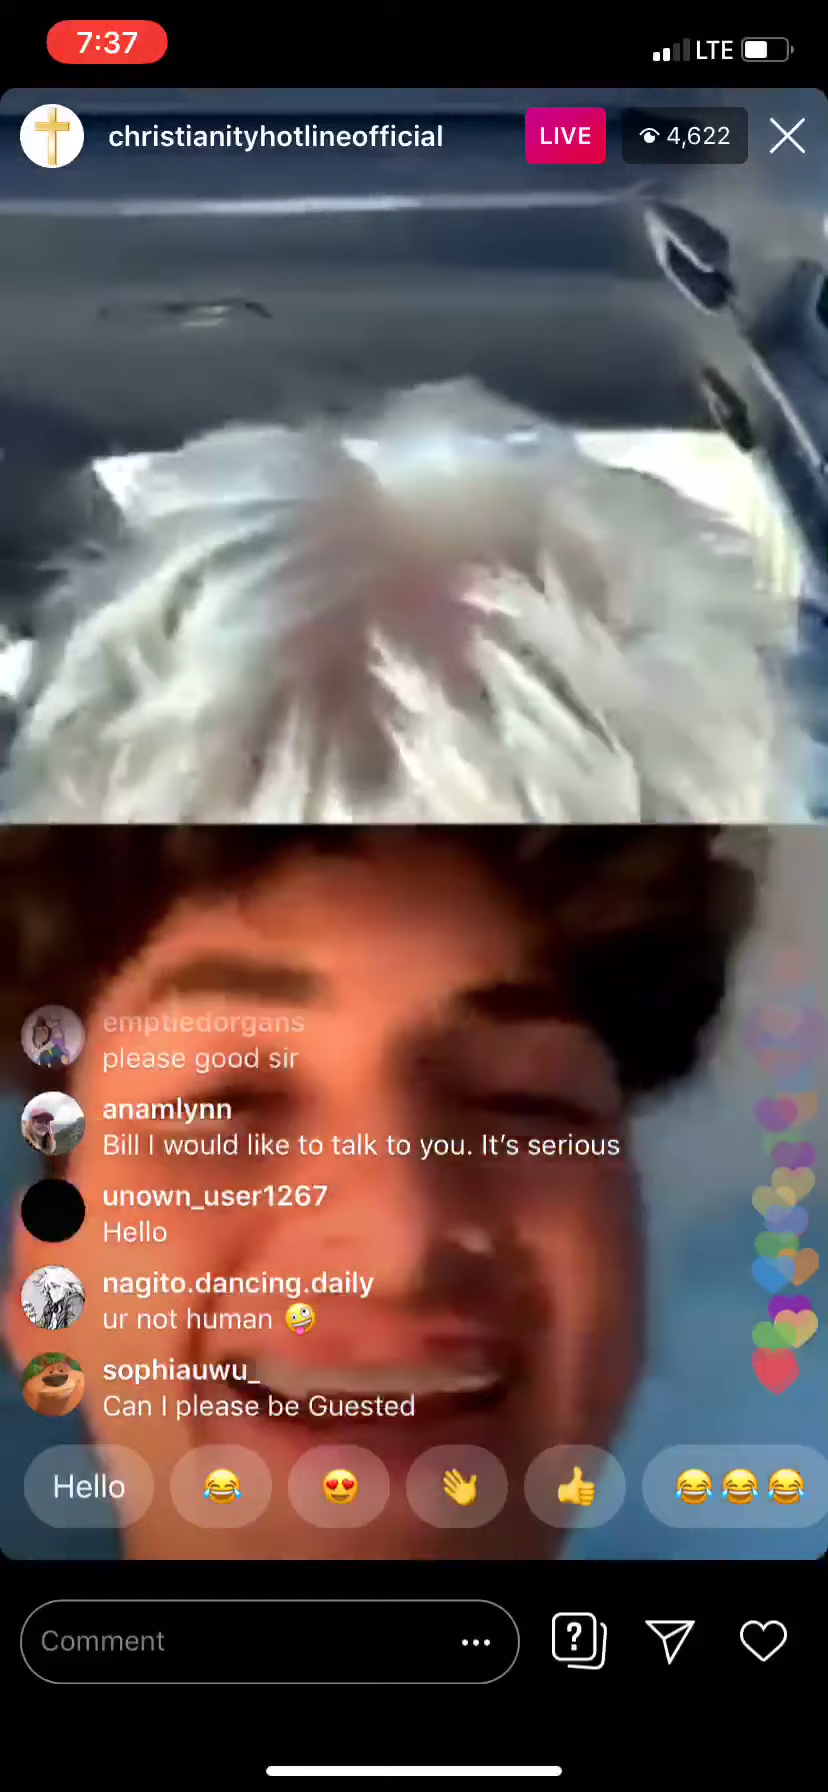 7:37
LTE
christianityhotlineofficial
LIVE
4,622
emptiedorgans
please good sir
anamlynn
Bill I would like to talk to you. It's serious
unown_user1267
Hello
nagito.dancing.daily
ur not human 🤪
sophiauwu_
Can I please be Guested
Hello
😂
😍
👋
👍
😂😂😂
Comment
?